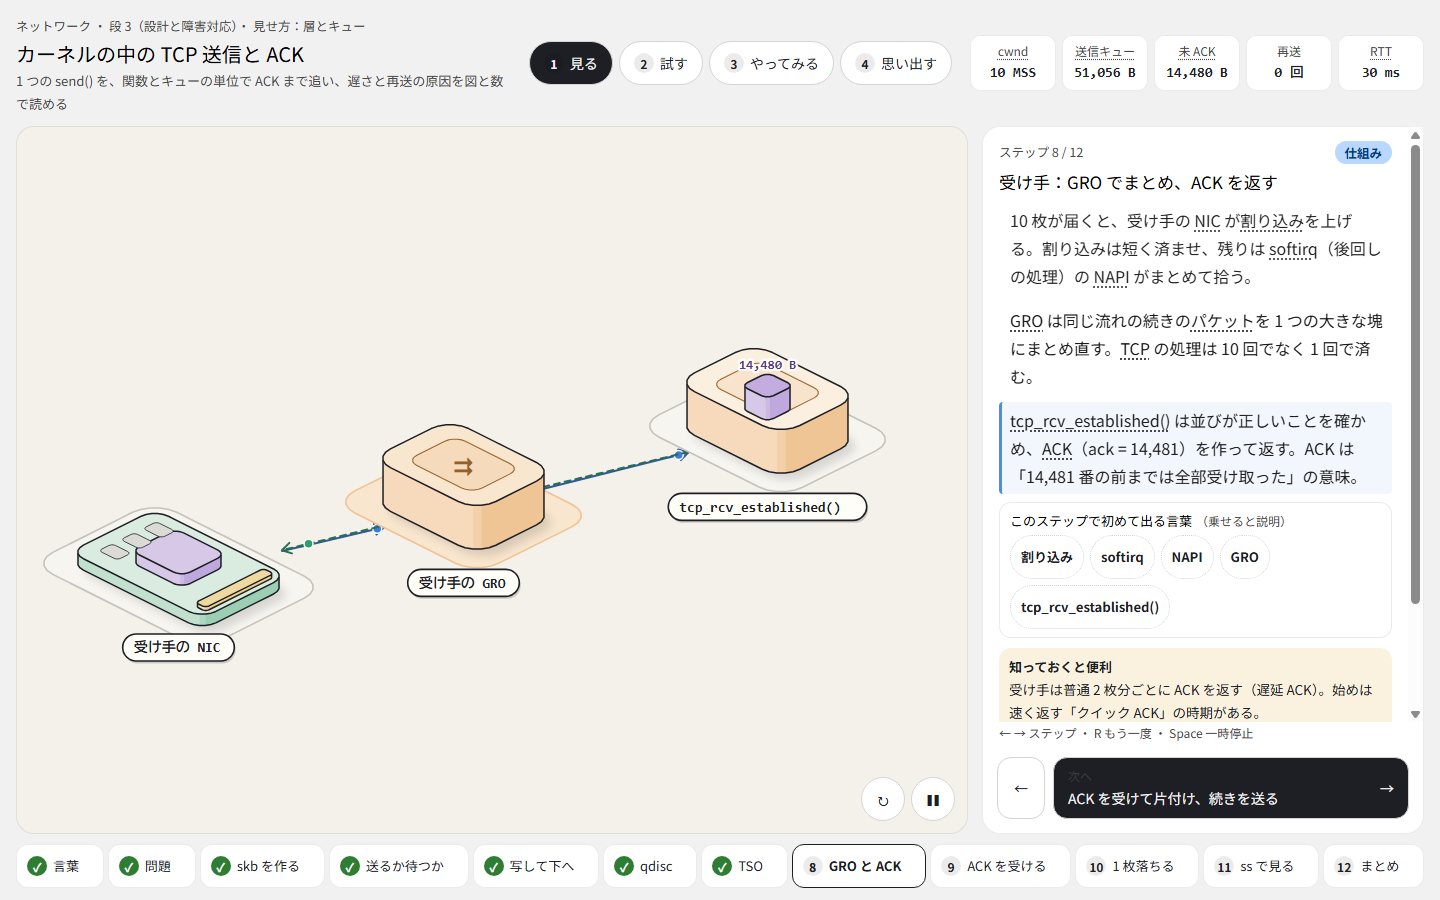 ネットワーク ・ 段 3（設計と障害対応）・ 見せ方：層とキュー
カーネルの中の TCP 送信と ACK
1 つの send() を、関数とキューの単位で ACK まで追い、遅さと再送の原因を図と数
で読める
1 見る
2 試す
3 やってみる
4 思い出す
cwnd
10 MSS
送信キュー
51,056 B
未 ACK
14,480 B
再送
0 回
RTT
30 ms
14,480 B
tcp_rcv_established()
受け手の GRO
受け手の NIC
ステップ 8 / 12
仕組み
受け手：GRO でまとめ、ACK を返す
10 枚が届くと、受け手の NIC が割り込みを上げ
る。割り込みは短く済ませ、残りは softirq（後回し
の処理）の NAPI がまとめて拾う。
GRO は同じ流れの続きのパケットを 1 つの大きな塊
にまとめ直す。TCP の処理は 10 回でなく 1 回で済
む。
tcp_rcv_established() は並びが正しいことを確か
め、ACK（ack = 14,481）を作って返す。ACK は
「14,481 番の前までは全部受け取った」の意味。
このステップで初めて出る言葉 （乗せると説明）
割り込み
softirq
NAPI
GRO
tcp_rcv_established()
知っておくと便利
受け手は普通 2 枚分ごとに ACK を返す（遅延 ACK）。始めは
速く返す「クイック ACK」の時期がある。
← → ステップ ・ R もう一度 ・ Space 一時停止
←
次へ
ACK を受けて片付け、続きを送る →
✓ 言葉
✓ 問題
✓ skb を作る
✓ 送るか待つか
✓ 写して下へ
✓ qdisc
✓ TSO
8 GRO と ACK
9 ACK を受ける
10 1 枚落ちる
11 ss で見る
12 まとめ